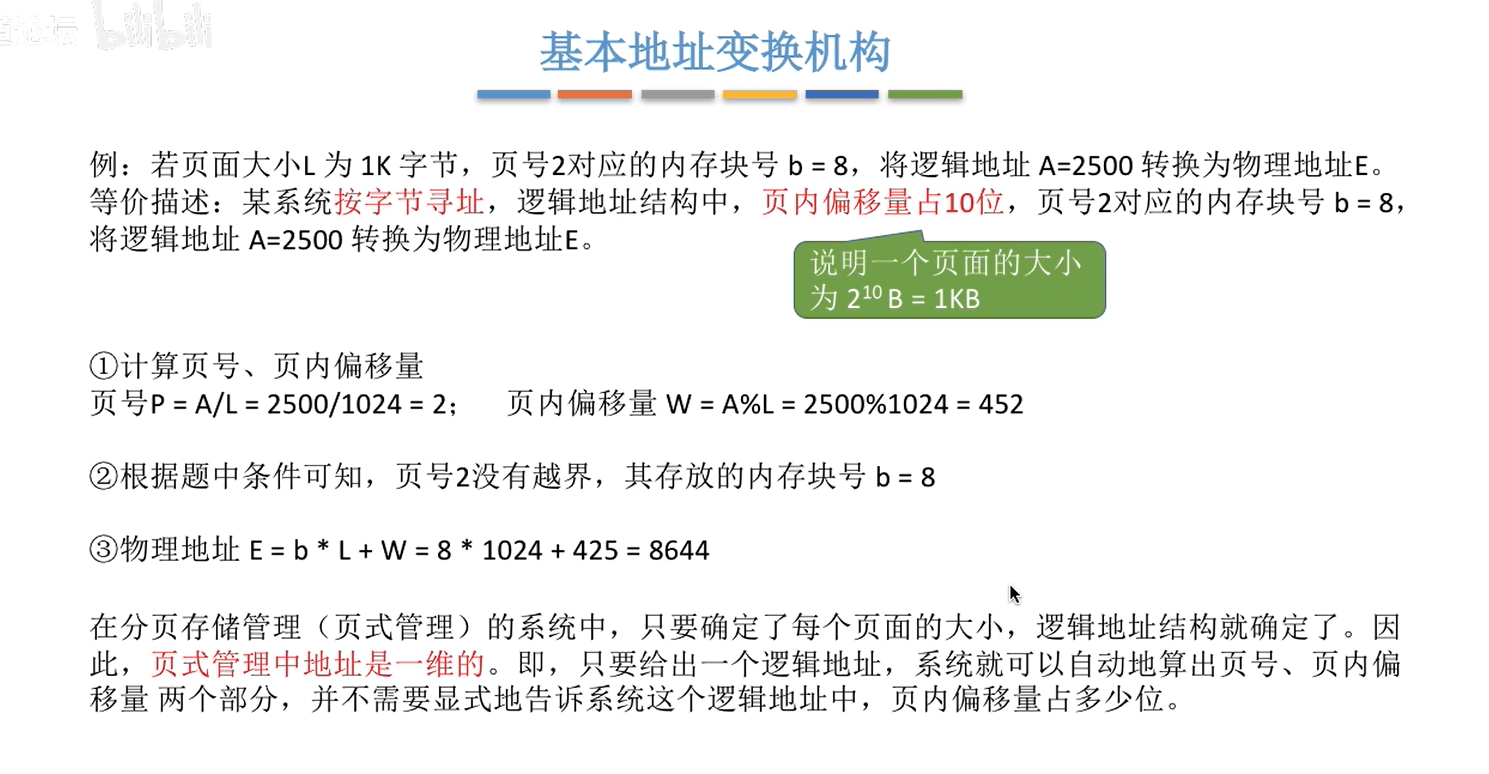 道论坛 bilibili
基本地址变换机构
例：若页面大小L 为 1K 字节，页号2对应的内存块号 b = 8，将逻辑地址 A=2500 转换为物理地址E。
等价描述：某系统按字节寻址，逻辑地址结构中，页内偏移量占10位，页号2对应的内存块号 b = 8，
将逻辑地址 A=2500 转换为物理地址E。
说明一个页面的大小
为 2¹⁰ B = 1KB
①计算页号、页内偏移量
页号P = A/L = 2500/1024 = 2； 页内偏移量 W = A%L = 2500%1024 = 452
②根据题中条件可知，页号2没有越界，其存放的内存块号 b = 8
③物理地址 E = b * L + W = 8 * 1024 + 425 = 8644
在分页存储管理（页式管理）的系统中，只要确定了每个页面的大小，逻辑地址结构就确定了。因
此，页式管理中地址是一维的。即，只要给出一个逻辑地址，系统就可以自动地算出页号、页内偏
移量 两个部分，并不需要显式地告诉系统这个逻辑地址中，页内偏移量占多少位。